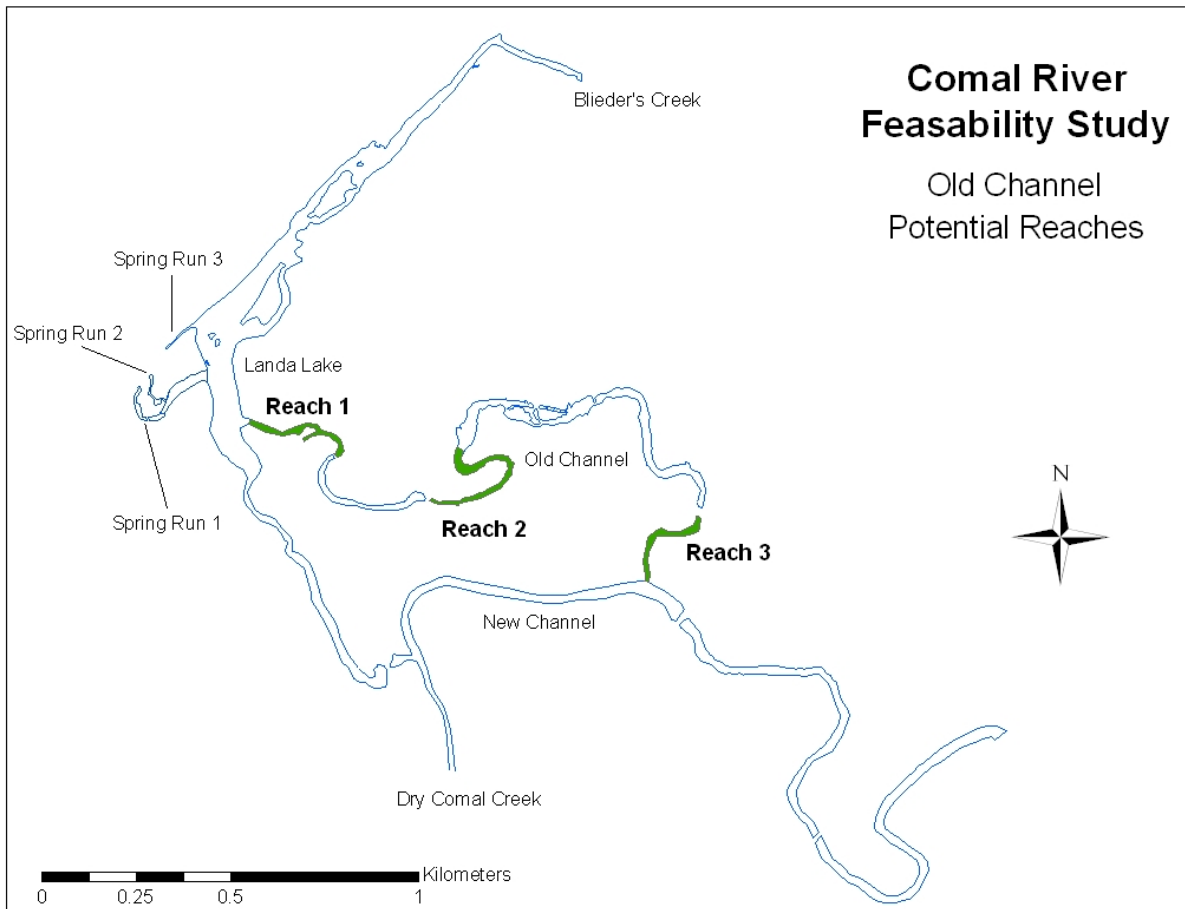 Comal River
Feasability Study
Old Channel
Potential Reaches
Blieder's Creek
Spring Run 3
Spring Run 2
Landa Lake
Reach 1
Old Channel
Spring Run 1
Reach 2
N
Reach 3
New Channel
Dry Comal Creek
Kilometers
0 0.25 0.5 1